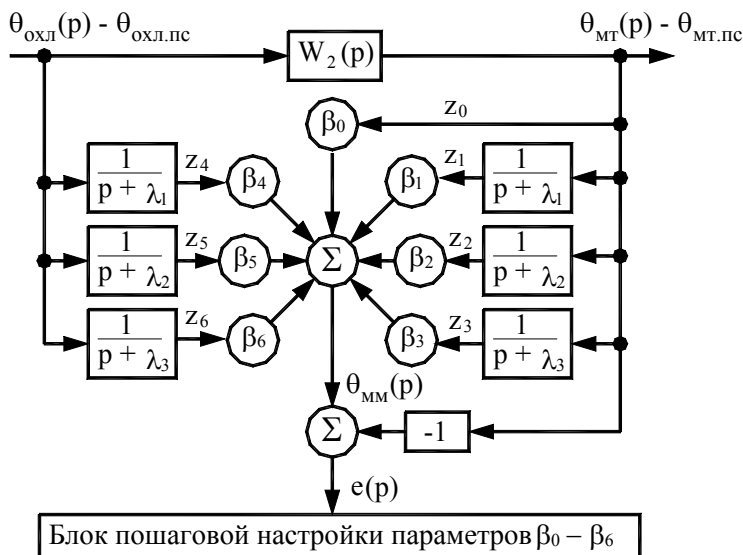 θохл(p) - θохл.пс
θмт(p) - θмт.пс
W2(p)
z0
β0
1
p + λ1
z4
β4
β1
z1
1
p + λ1
1
p + λ2
z5
β5
Σ
β2
z2
1
p + λ2
1
p + λ3
z6
β6
β3
z3
1
p + λ3
θмм(p)
Σ
-1
e(p)
Блок пошаговой настройки параметров β0 – β6